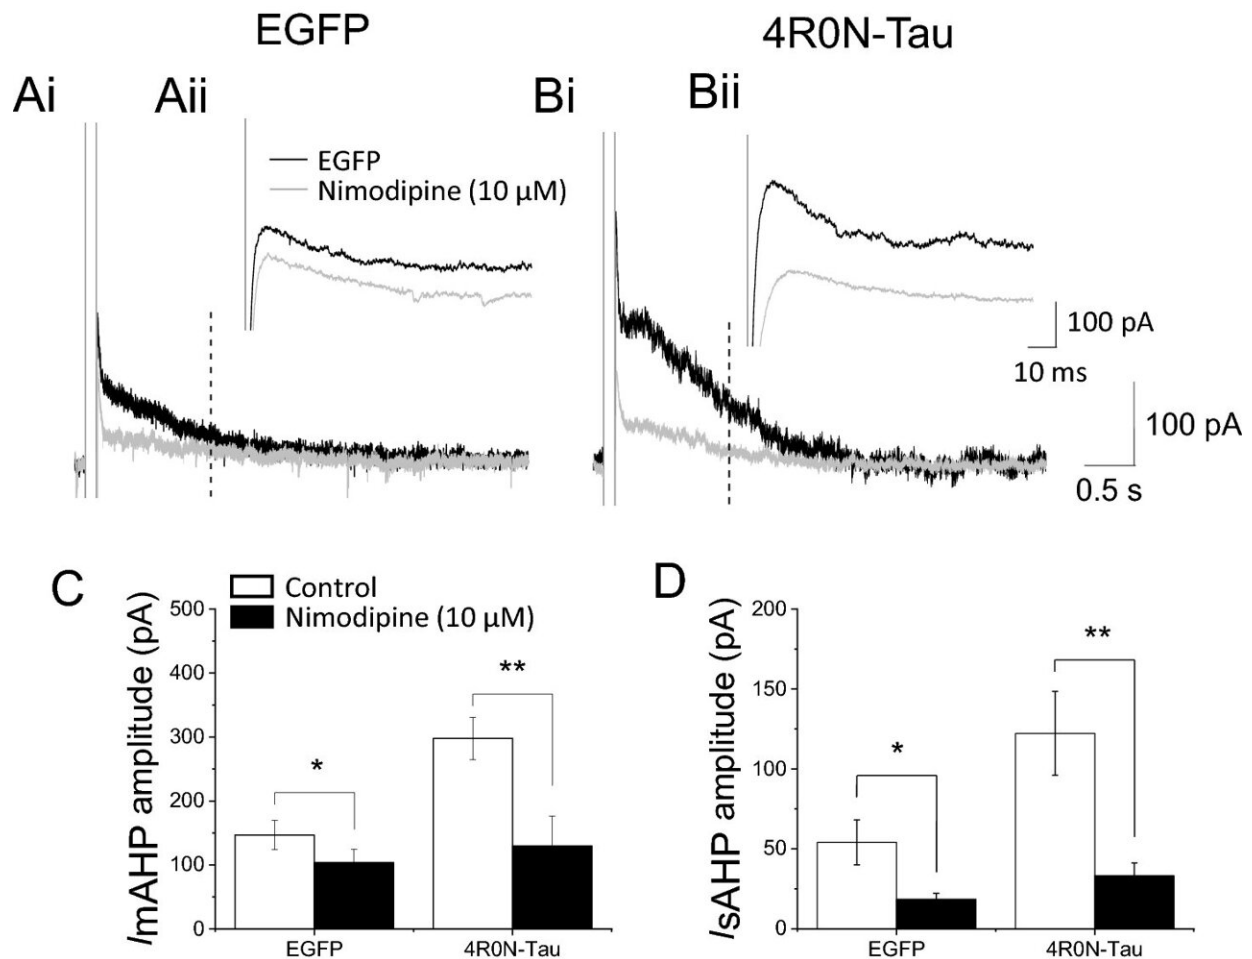 EGFP
4R0N-Tau
Ai
Aii
Bi
Bii
EGFP
Nimodipine (10 µM)
100 pA
10 ms
100 pA
0.5 s
C
Control
Nimodipine (10 µM)
ImAHP amplitude (pA)
500
400
300
200
100
0
*
**
EGFP
4R0N-Tau
D
IsAHP amplitude (pA)
200
150
100
50
0
*
**
EGFP
4R0N-Tau